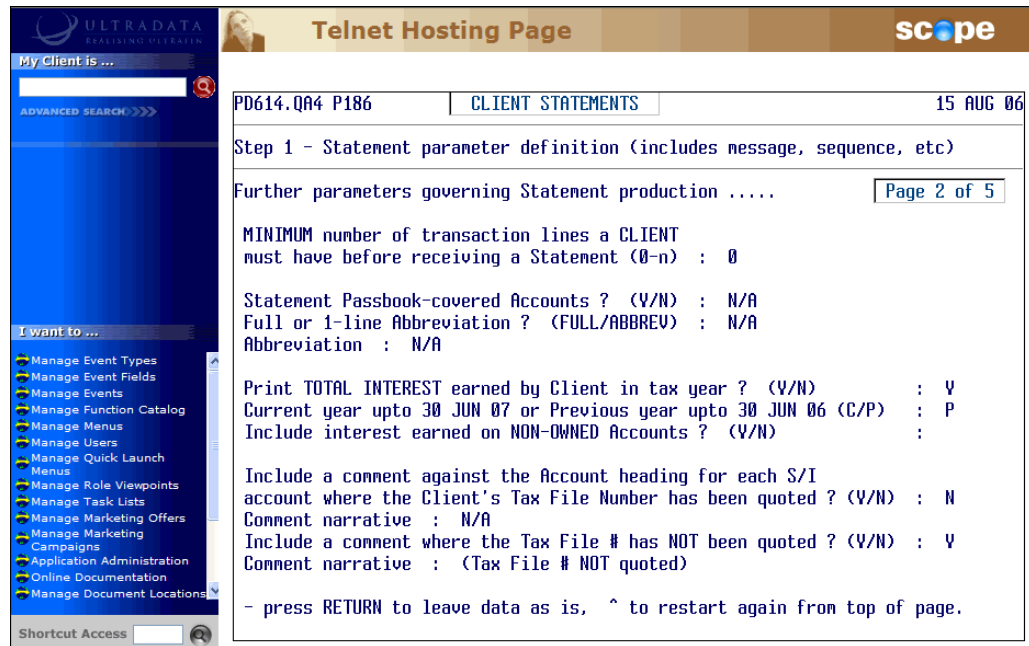 ULTRADATA
REALISING ULTRAFIN
Telnet Hosting Page
scope
My Client is ...
ADVANCED SEARCH
PD614.QA4 P186
CLIENT STATEMENTS
15 AUG 06
Step 1 - Statement parameter definition (includes message, sequence, etc)
Further parameters governing Statement production .....
Page 2 of 5
MINIMUM number of transaction lines a CLIENT
must have before receiving a Statement (0-n) : 0
Statement Passbook-covered Accounts ? (Y/N) : N/A
Full or 1-line Abbreviation ? (FULL/ABBREV) : N/A
Abbreviation : N/A
Print TOTAL INTEREST earned by Client in tax year ? (Y/N) : Y
Current year upto 30 JUN 07 or Previous year upto 30 JUN 06 (C/P) : P
Include interest earned on NON-OWNED Accounts ? (Y/N) :
Include a comment against the Account heading for each S/I
account where the Client's Tax File Number has been quoted ? (Y/N) : N
Comment narrative : N/A
Include a comment where the Tax File # has NOT been quoted ? (Y/N) : Y
Comment narrative : (Tax File # NOT quoted)
- press RETURN to leave data as is, ^ to restart again from top of page.
I want to ...
Manage Event Types
Manage Event Fields
Manage Events
Manage Function Catalog
Manage Menus
Manage Users
Manage Quick Launch
Menus
Manage Role Viewpoints
Manage Task Lists
Manage Marketing Offers
Manage Marketing
Campaigns
Application Administration
Online Documentation
Manage Document Locations
Shortcut Access